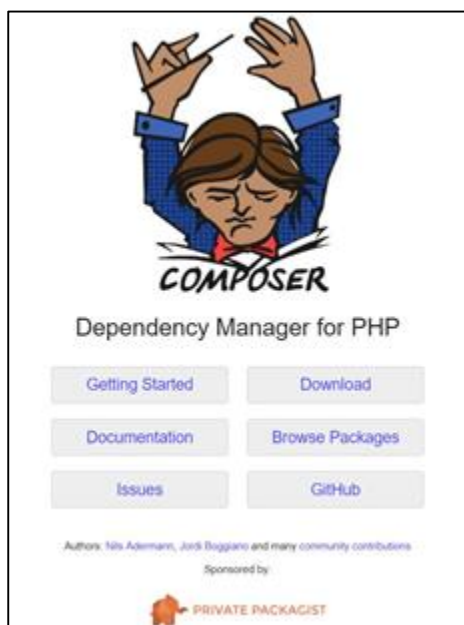 COMPOSER
Dependency Manager for PHP
Getting Started
Download
Documentation
Browse Packages
Issues
GitHub
Authors: Nils Adermann, Jordi Boggiano and many community contributions
Sponsored by:
PRIVATE PACKAGIST